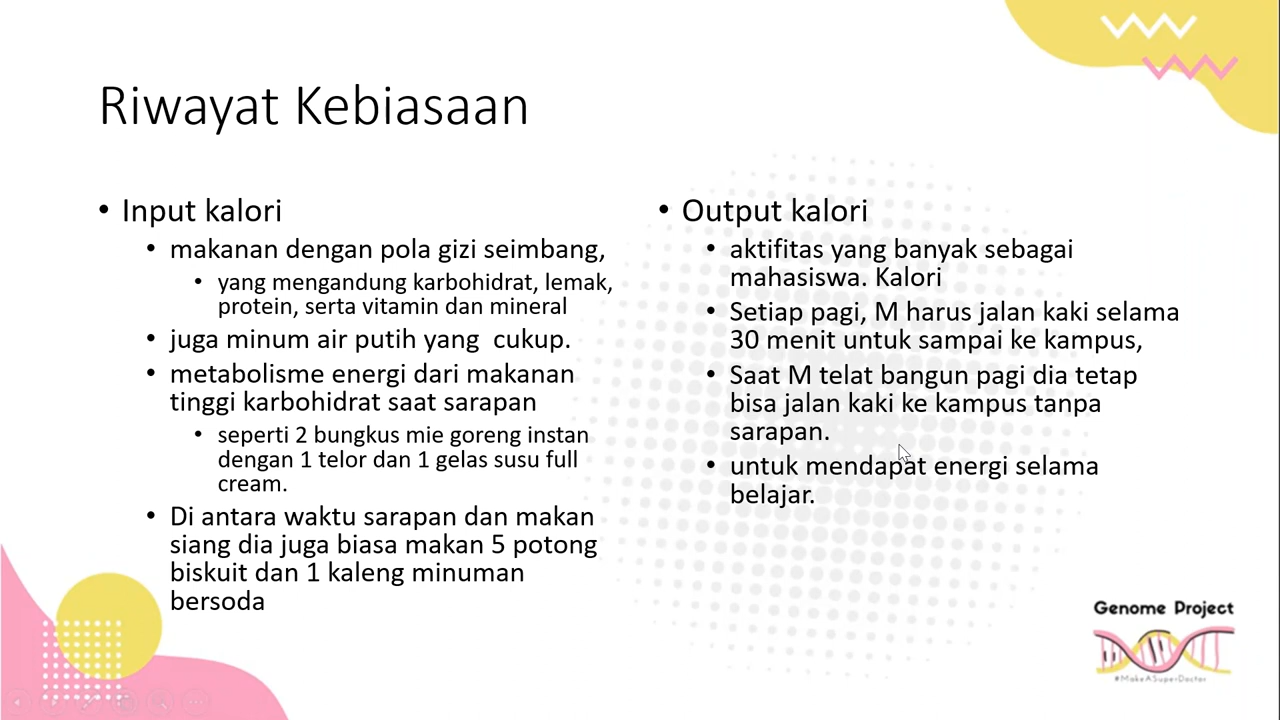 Riwayat Kebiasaan
• Input kalori
• makanan dengan pola gizi seimbang,
• yang mengandung karbohidrat, lemak,
protein, serta vitamin dan mineral
• juga minum air putih yang  cukup.
• metabolisme energi dari makanan
tinggi karbohidrat saat sarapan
• seperti 2 bungkus mie goreng instan
dengan 1 telor dan 1 gelas susu full
cream.
• Di antara waktu sarapan dan makan
siang dia juga biasa makan 5 potong
biskuit dan 1 kaleng minuman
bersoda
• Output kalori
• aktifitas yang banyak sebagai
mahasiswa. Kalori
• Setiap pagi, M harus jalan kaki selama
30 menit untuk sampai ke kampus,
• Saat M telat bangun pagi dia tetap
bisa jalan kaki ke kampus tanpa
sarapan.
• untuk mendapat energi selama
belajar.
Genome Project
#MakeASuperDoctor